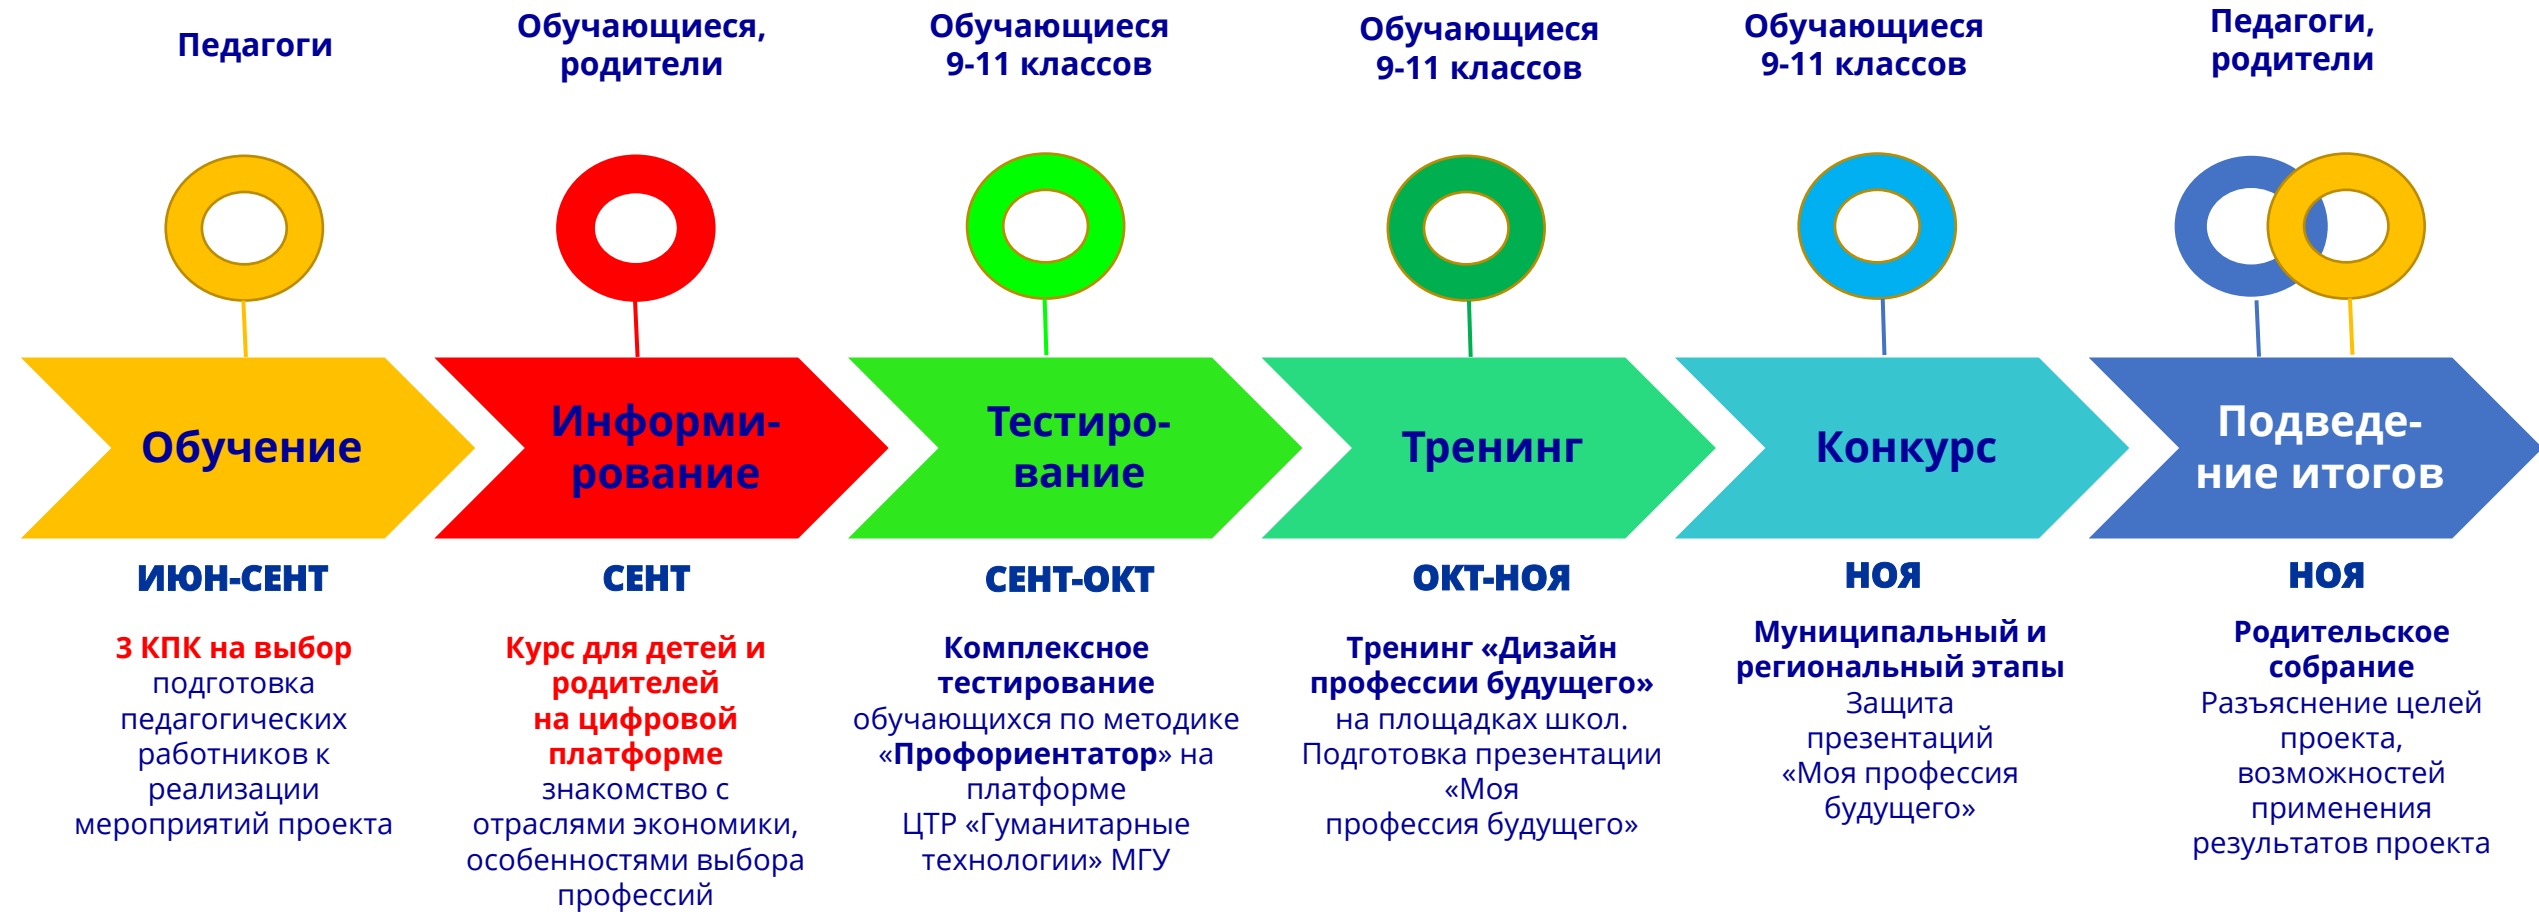 Педагоги
Обучающиеся,
родители
Обучающиеся
9-11 классов
Обучающиеся
9-11 классов
Обучающиеся
9-11 классов
Педагоги,
родители
Обучение
Информи-
рование
Тестиро-
вание
Тренинг
Конкурс
Подведе-
ние итогов
ИЮН-СЕНТ
СЕНТ
СЕНТ-ОКТ
ОКТ-НОЯ
НОЯ
НОЯ
3 КПК на выбор
подготовка
педагогических
работников к
реализации
мероприятий проекта
Курс для детей и
родителей
на цифровой
платформе
знакомство с
отраслями экономики,
особенностями выбора
профессий
Комплексное
тестирование
обучающихся по методике
«Профориентатор» на
платформе
ЦТР «Гуманитарные
технологии» МГУ
Тренинг «Дизайн
профессии будущего»
на площадках школ.
Подготовка презентации
«Моя
профессия будущего»
Муниципальный и
региональный этапы
Защита
презентаций
«Моя профессия
будущего»
Родительское
собрание
Разъяснение целей
проекта,
возможностей
применения
результатов проекта